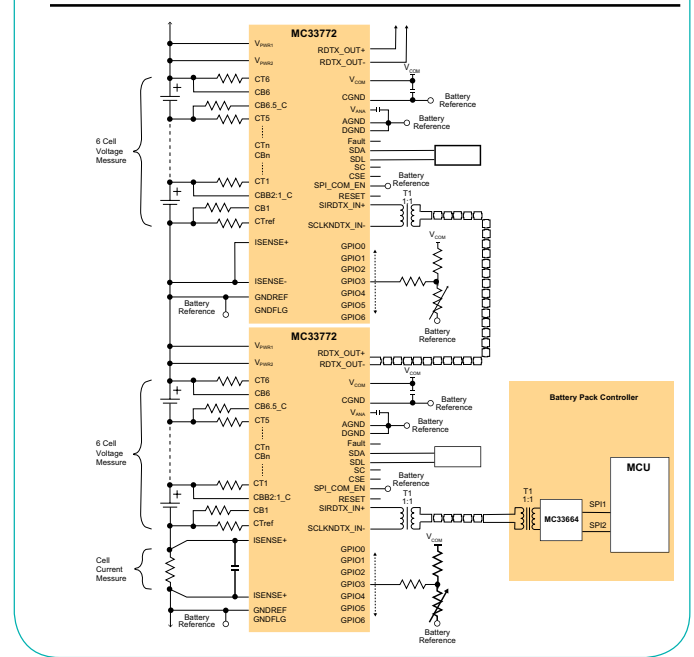 MC33772
VPWR1
VPWR2
CT6
CB6
CB6.5_C
CT5
CTn
CBn
CT1
CBB2:1_C
CB1
CTref
ISENSE+
ISENSE-
GNDREF
GNDFLG
RDTX_OUT+
RDTX_OUT-
VCOM
CGND
VANA
AGND
DGND
Fault
SDA
SDL
SC
CSE
SPI_COM_EN
RESET
SIRDTX_IN+
SCLKNDTX_IN-
GPIO0
GPIO1
GPIO2
GPIO3
GPIO4
GPIO5
GPIO6
6 Cell
Voltage
Messure
Battery
Reference
VCOM
Battery
Reference
Battery
Reference
Battery
Reference
T1
1:1
VCOM
Battery
Reference
MC33772
VPWR1
VPWR2
CT6
CB6
CB6.5_C
CT5
CTn
CBn
CT1
CBB2:1_C
CB1
CTref
ISENSE+
ISENSE+
GNDREF
GNDFLG
RDTX_OUT+
RDTX_OUT-
VCOM
CGND
VANA
AGND
DGND
Fault
SDA
SDL
SC
CSE
SPI_COM_EN
RESET
SIRDTX_IN+
SCLKNDTX_IN-
GPIO0
GPIO1
GPIO2
GPIO3
GPIO4
GPIO5
GPIO6
6 Cell
Voltage
Messure
Cell
Current
Messure
Battery
Reference
VCOM
Battery
Reference
Battery
Reference
Battery
Reference
T1
1:1
VCOM
Battery
Reference
Battery Pack Controller
T1
1:1
MC33664
SPI1
SPI2
MCU